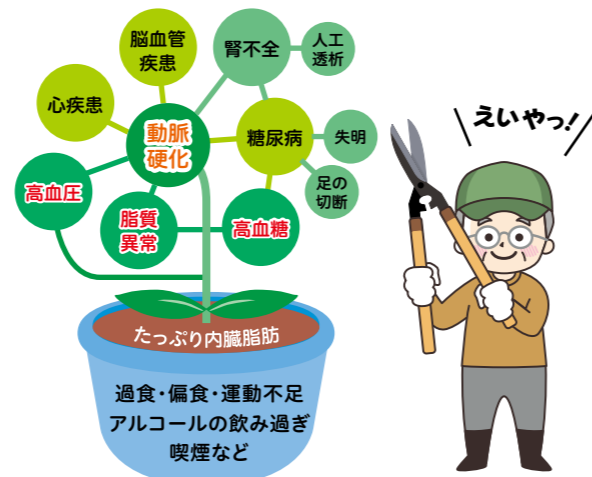 脳血管
疾患
腎不全
人工
透析
心疾患
動脈
硬化
糖尿病
失明
足の
切断
高血圧
脂質
異常
高血糖
えいやっ!
たっぷり内臓脂肪
過食・偏食・運動不足
アルコールの飲み過ぎ
喫煙など